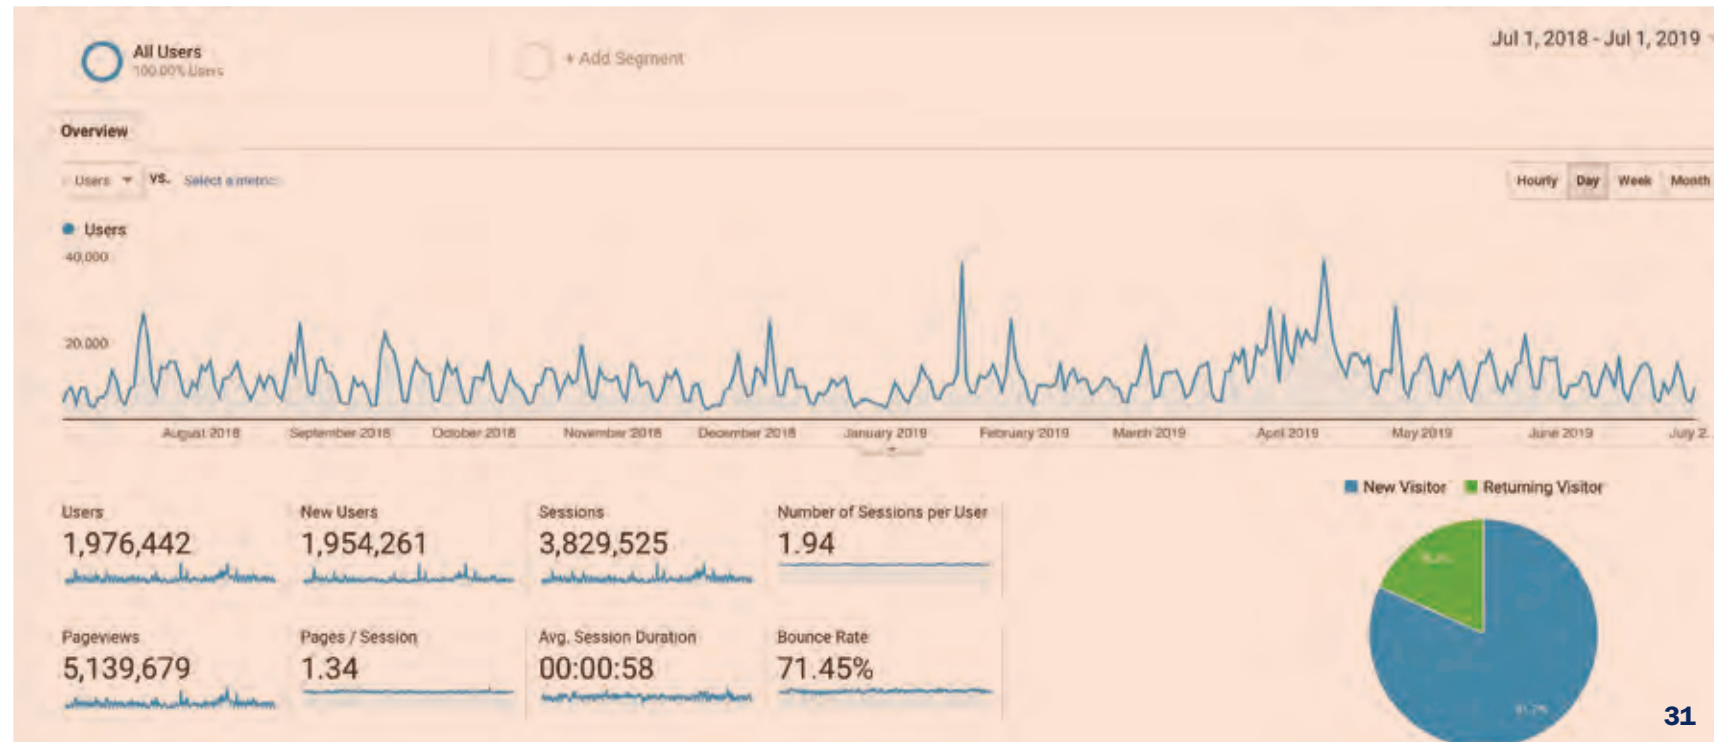 All Users
100.00% Users
+ Add Segment
Jul 1, 2018 - Jul 1, 2019
Overview
Users VS. Select a metric
Hourly Day Week Month
Users
40,000
20,000
August 2018 September 2018 October 2018 November 2018 December 2018 January 2019 February 2019 March 2019 April 2019 May 2019 June 2019 July 2...
New Visitor Returning Visitor
Users New Users Sessions Number of Sessions per User
1,976,442 1,954,261 3,829,525 1.94
Pageviews Pages / Session Avg. Session Duration Bounce Rate
5,139,679 1.34 00:00:58 71.45%
31